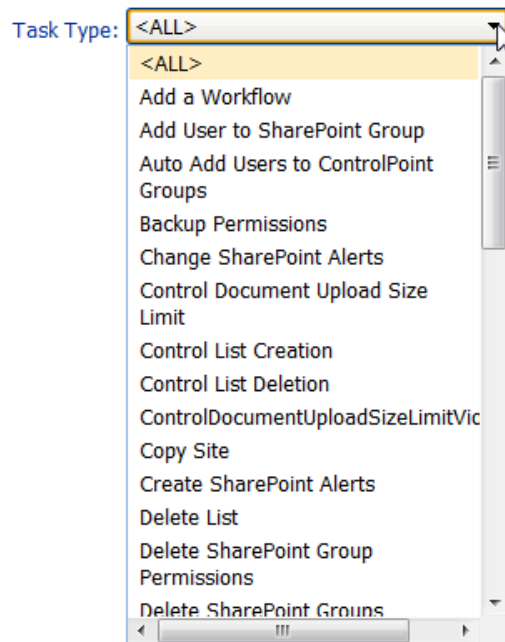 Task Type: <ALL>
<ALL>
Add a Workflow
Add User to SharePoint Group
Auto Add Users to ControlPoint
Groups
Backup Permissions
Change SharePoint Alerts
Control Document Upload Size
Limit
Control List Creation
Control List Deletion
ControlDocumentUploadSizeLimitVic
Copy Site
Create SharePoint Alerts
Delete List
Delete SharePoint Group
Permissions
Delete SharePoint Groups